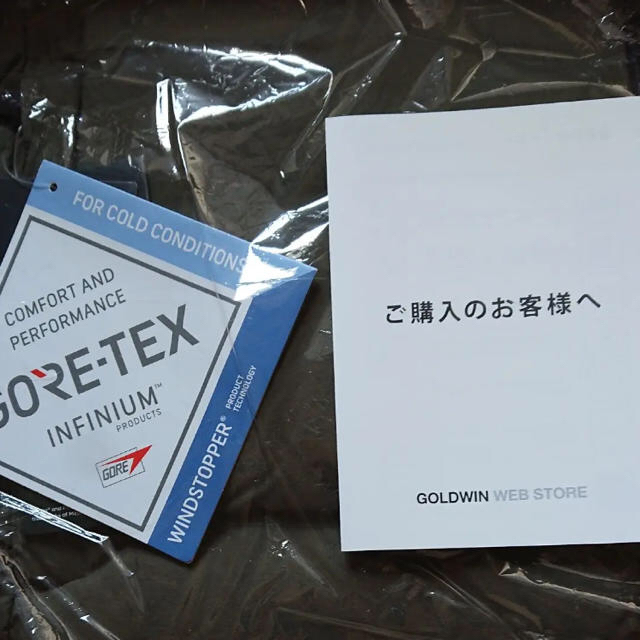 FOR COLD CONDITIONS
COMFORT AND
PERFORMANCE
GORE-TEX
INFINIUM™
PRODUCTS
GORE
WINDSTOPPER®
PRODUCT
TECHNOLOGY
ご購入のお客様へ
GOLDWIN WEB STORE